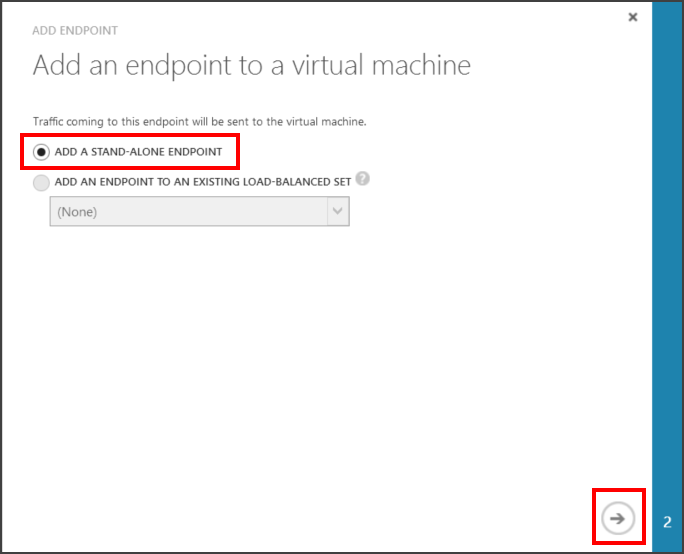 ADD ENDPOINT
Add an endpoint to a virtual machine
Traffic coming to this endpoint will be sent to the virtual machine.
ADD A STAND-ALONE ENDPOINT
ADD AN ENDPOINT TO AN EXISTING LOAD-BALANCED SET ?
(None)
2